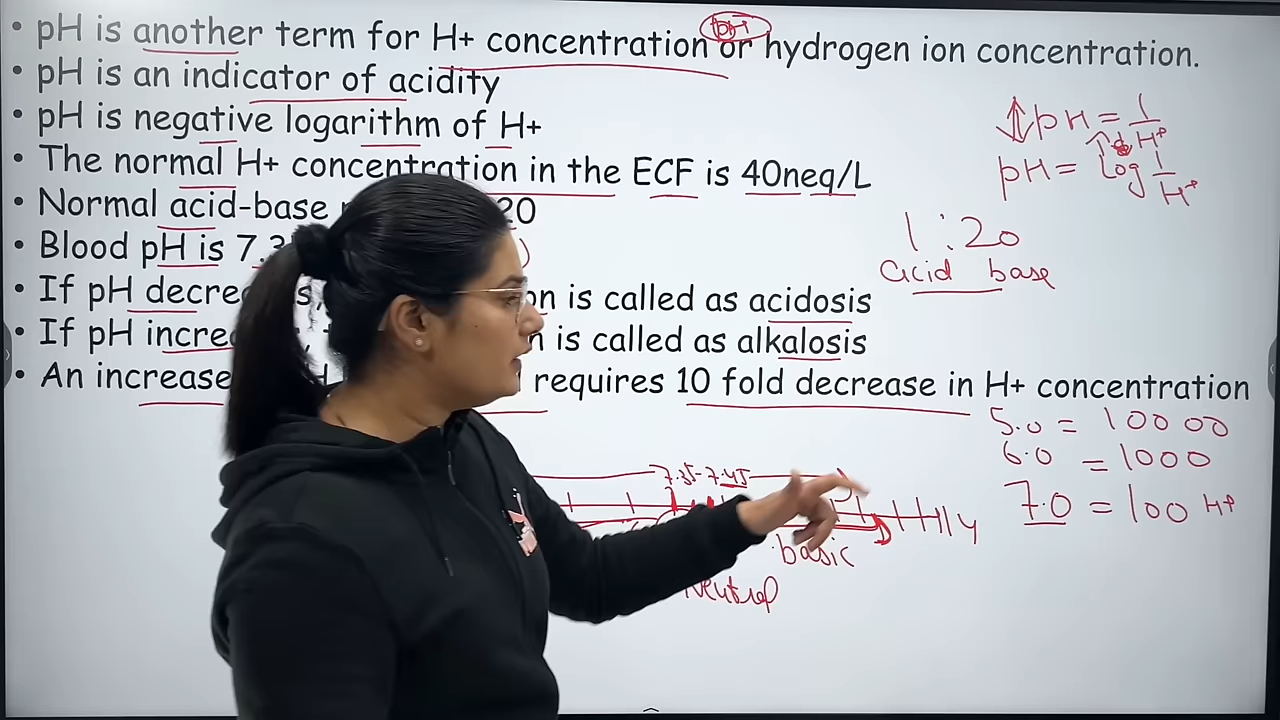 • pH is another term for H+ concentration or hydrogen ion concentration.
pH
• pH is an indicator of acidity
• pH is negative logarithm of H+
• The normal H+ concentration in the ECF is 40neq/L
• Normal acid-base 20
• Blood pH is 7.3 )
• If pH decre s, n is called as acidosis
• If pH incre , n is called as alkalosis
• An increase requires 10 fold decrease in H+ concentration
↕pH = 1/H+
pH = log 1/H+
1:20
acid base
5.0 = 10000
6.0 = 1000
7.0 = 100 H+
7.35-7.45
14
basic
Neutral